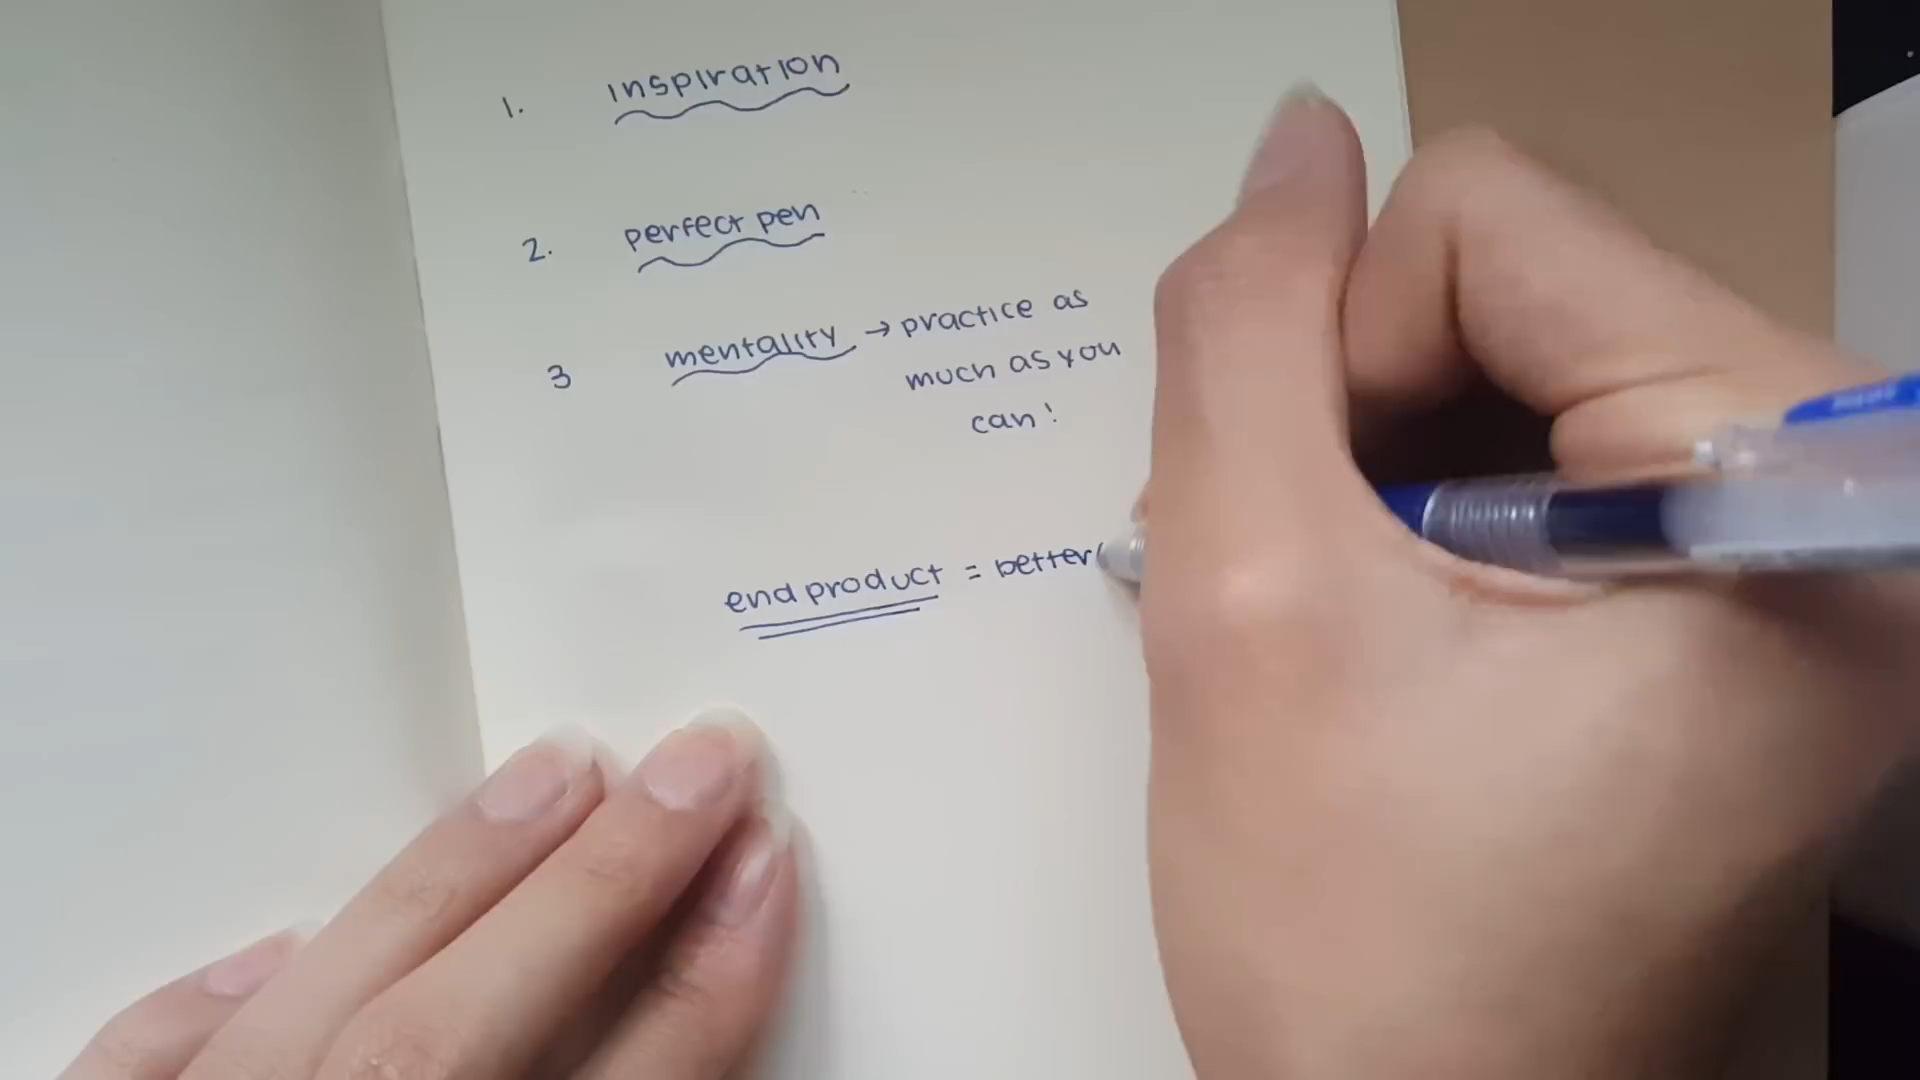 1. inspiration
2. perfect pen
3 mentality → practice as
much as you
can!
end product = better(